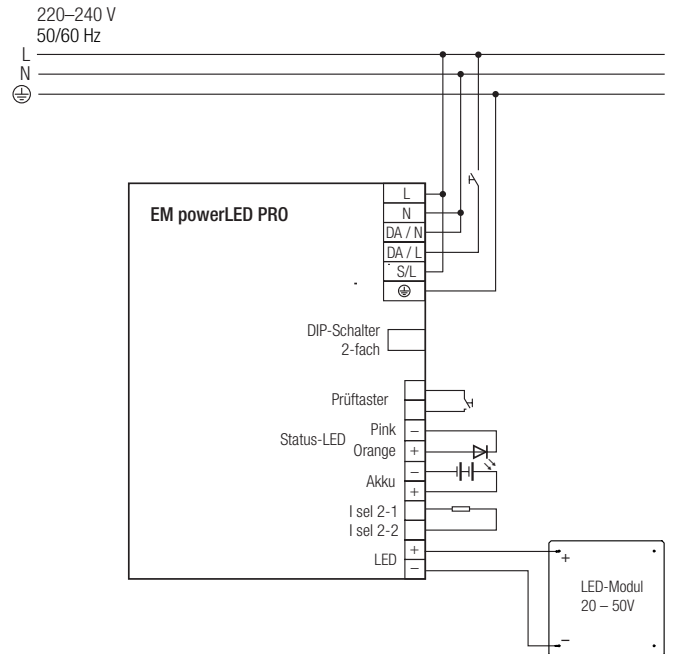 220–240 V
50/60 Hz
L
N
EM powerLED PRO
L
N
DA / N
DA / L
S/L
DIP-Schalter
2-fach
Prüftaster
Status-LED
Pink –
Orange +
Akku
–
+
I sel 2-1
I sel 2-2
LED
+
–
+
LED-Modul
20 – 50V
–